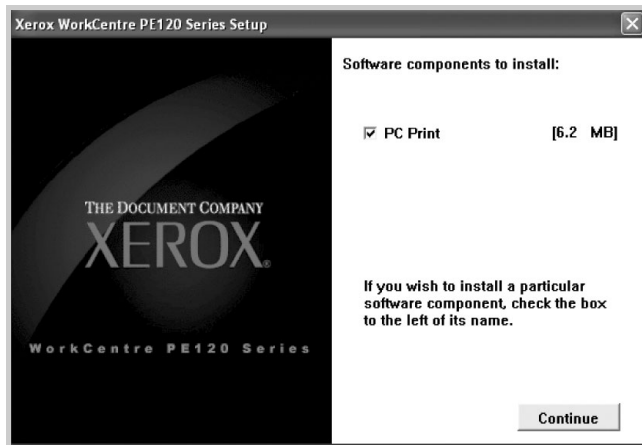 Xerox WorkCentre PE120 Series Setup
Software components to install:
PC Print [6.2 MB]
THE DOCUMENT COMPANY
XEROX®
WorkCentre PE120 Series
If you wish to install a particular
software component, check the box
to the left of its name.
Continue